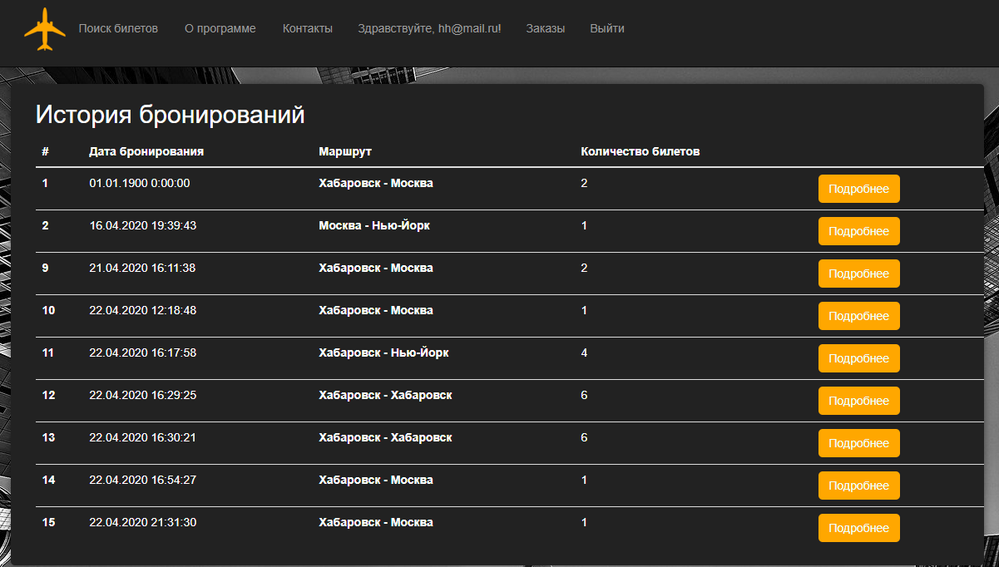 Поиск билетов О программе Контакты Здравствуйте, hh@mail.ru! Заказы Выйти
История бронирований
# Дата бронирования Маршрут Количество билетов
1 01.01.1900 0:00:00 Хабаровск - Москва 2 Подробнее
2 16.04.2020 19:39:43 Москва - Нью-Йорк 1 Подробнее
9 21.04.2020 16:11:38 Хабаровск - Москва 2 Подробнее
10 22.04.2020 12:18:48 Хабаровск - Москва 1 Подробнее
11 22.04.2020 16:17:58 Хабаровск - Нью-Йорк 4 Подробнее
12 22.04.2020 16:29:25 Хабаровск - Хабаровск 6 Подробнее
13 22.04.2020 16:30:21 Хабаровск - Хабаровск 6 Подробнее
14 22.04.2020 16:54:27 Хабаровск - Москва 1 Подробнее
15 22.04.2020 21:31:30 Хабаровск - Москва 1 Подробнее